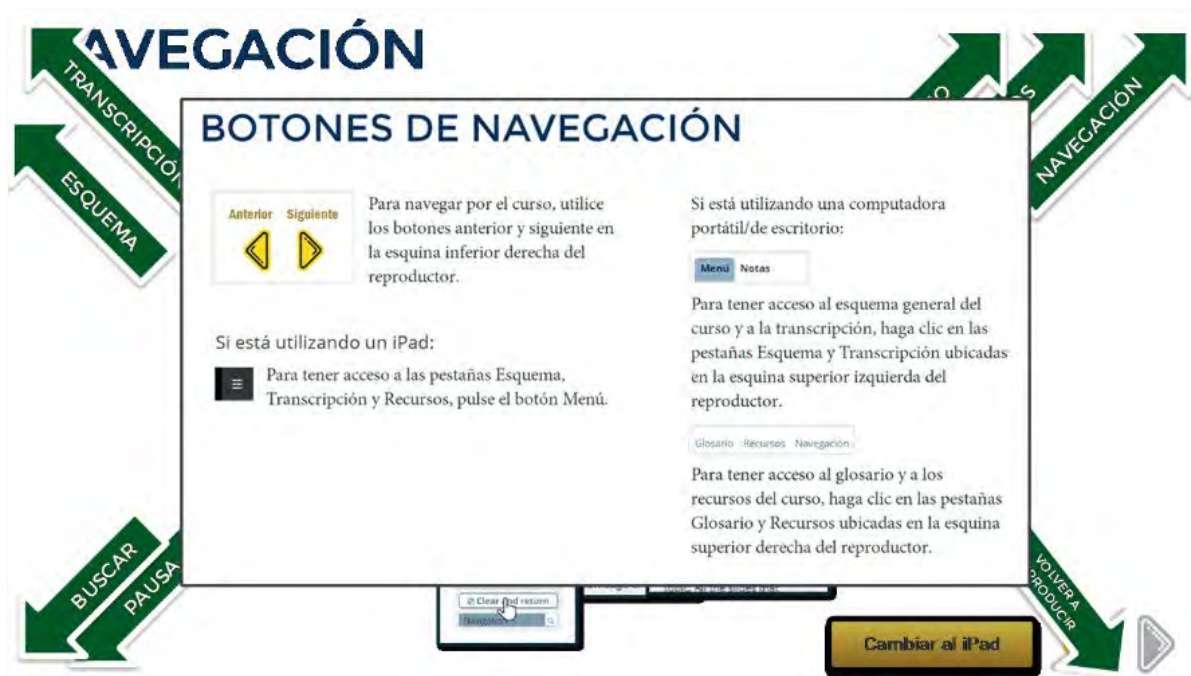 AVEGACIÓN
TRANSCRIPCIÓN
ESQUEMA
NAVEGACIÓN
BOTONES DE NAVEGACIÓN
Anterior Siguiente
Para navegar por el curso, utilice
los botones anterior y siguiente en
la esquina inferior derecha del
reproductor.
Si está utilizando un iPad:
Para tener acceso a las pestañas Esquema,
Transcripción y Recursos, pulse el botón Menú.
Si está utilizando una computadora
portátil/de escritorio:
Menú Notas
Para tener acceso al esquema general del
curso y a la transcripción, haga clic en las
pestañas Esquema y Transcripción ubicadas
en la esquina superior izquierda del
reproductor.
Glosario Recursos Navegación
Para tener acceso al glosario y a los
recursos del curso, haga clic en las pestañas
Glosario y Recursos ubicadas en la esquina
superior derecha del reproductor.
BUSCAR
PAUSA
Clear and return
VOLVER A
Cambiar al iPad